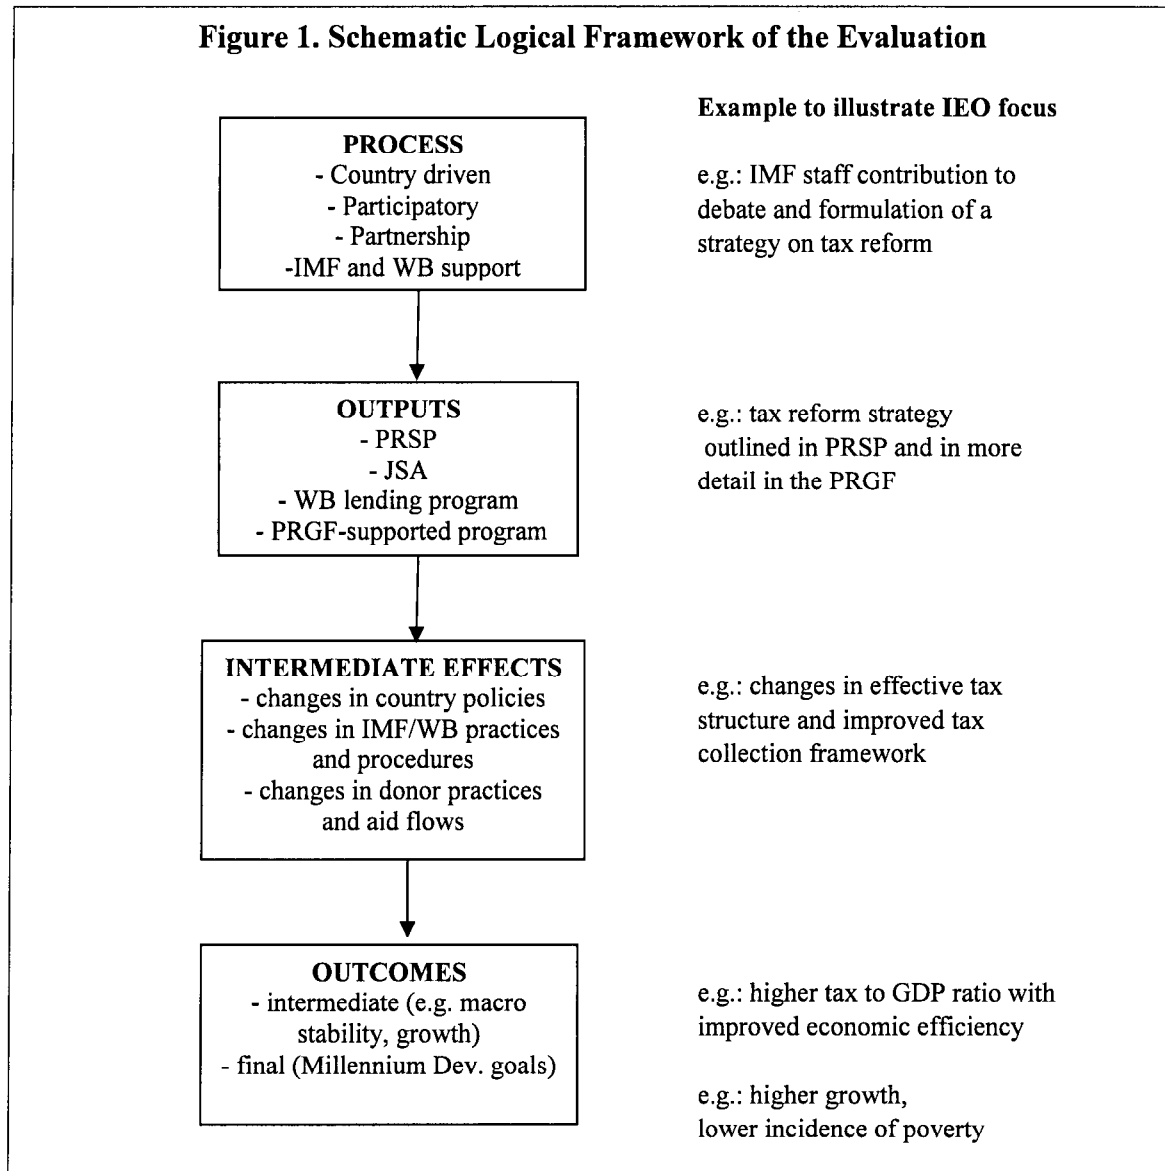 Figure 1. Schematic Logical Framework of the Evaluation
Example to illustrate IEO focus
PROCESS
- Country driven
- Participatory
- Partnership
-IMF and WB support
e.g.: IMF staff contribution to
debate and formulation of a
strategy on tax reform
OUTPUTS
- PRSP
- JSA
- WB lending program
- PRGF-supported program
e.g.: tax reform strategy
outlined in PRSP and in more
detail in the PRGF
INTERMEDIATE EFFECTS
- changes in country policies
- changes in IMF/WB practices
and procedures
- changes in donor practices
and aid flows
e.g.: changes in effective tax
structure and improved tax
collection framework
OUTCOMES
- intermediate (e.g. macro
stability, growth)
- final (Millennium Dev. goals)
e.g.: higher tax to GDP ratio with
improved economic efficiency
e.g.: higher growth,
lower incidence of poverty